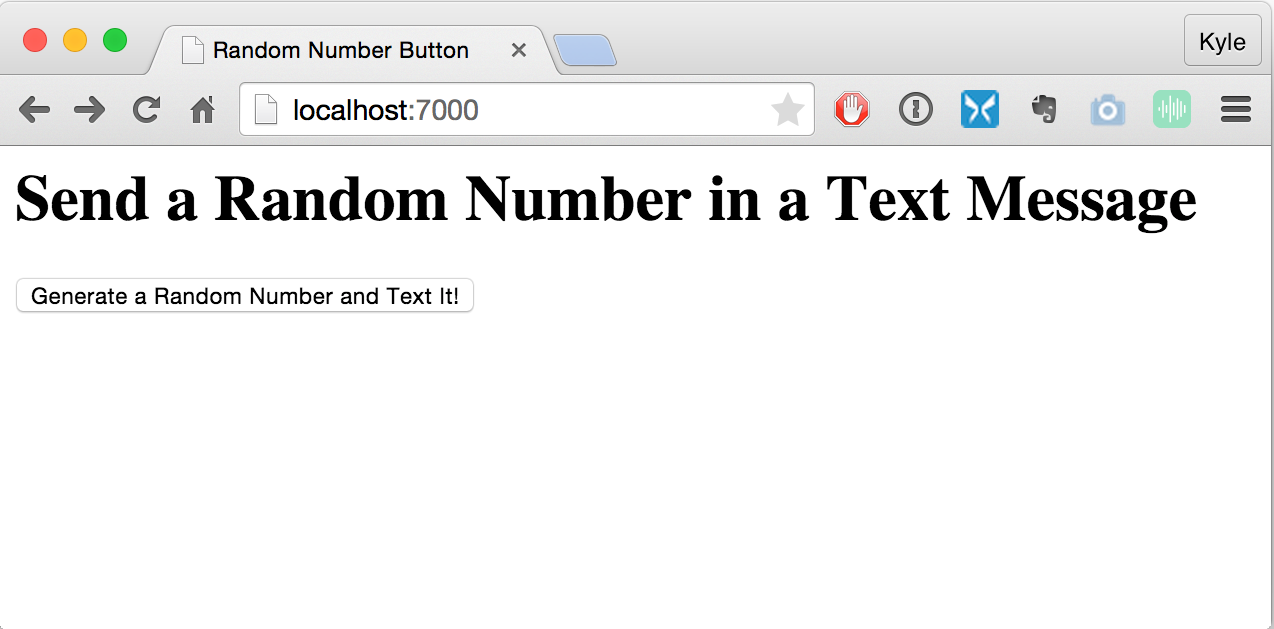 Random Number Button
Kyle
localhost:7000
Send a Random Number in a Text Message
Generate a Random Number and Text It!